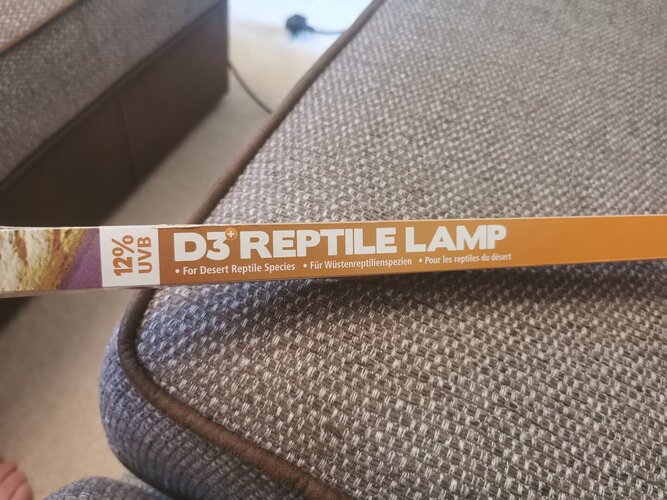 12%
UVB
D3+ REPTILE LAMP
• For Desert Reptile Species • Für Wüstenreptilienspezien • Pour les reptiles du désert